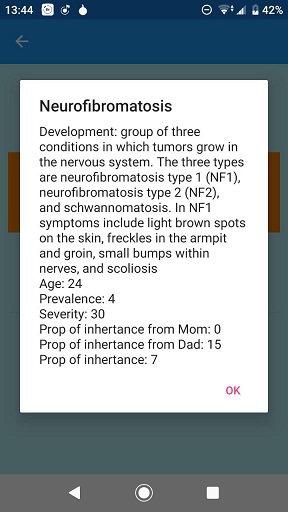 13:44
42%
Neurofibromatosis
Development: group of three
conditions in which tumors grow in
the nervous system. The three types
are neurofibromatosis type 1 (NF1),
neurofibromatosis type 2 (NF2),
and schwannomatosis. In NF1
symptoms include light brown spots
on the skin, freckles in the armpit
and groin, small bumps within
nerves, and scoliosis
Age: 24
Prevalence: 4
Severity: 30
Prop of inhertance from Mom: 0
Prop of inhertance from Dad: 15
Prop of inhertance: 7
OK